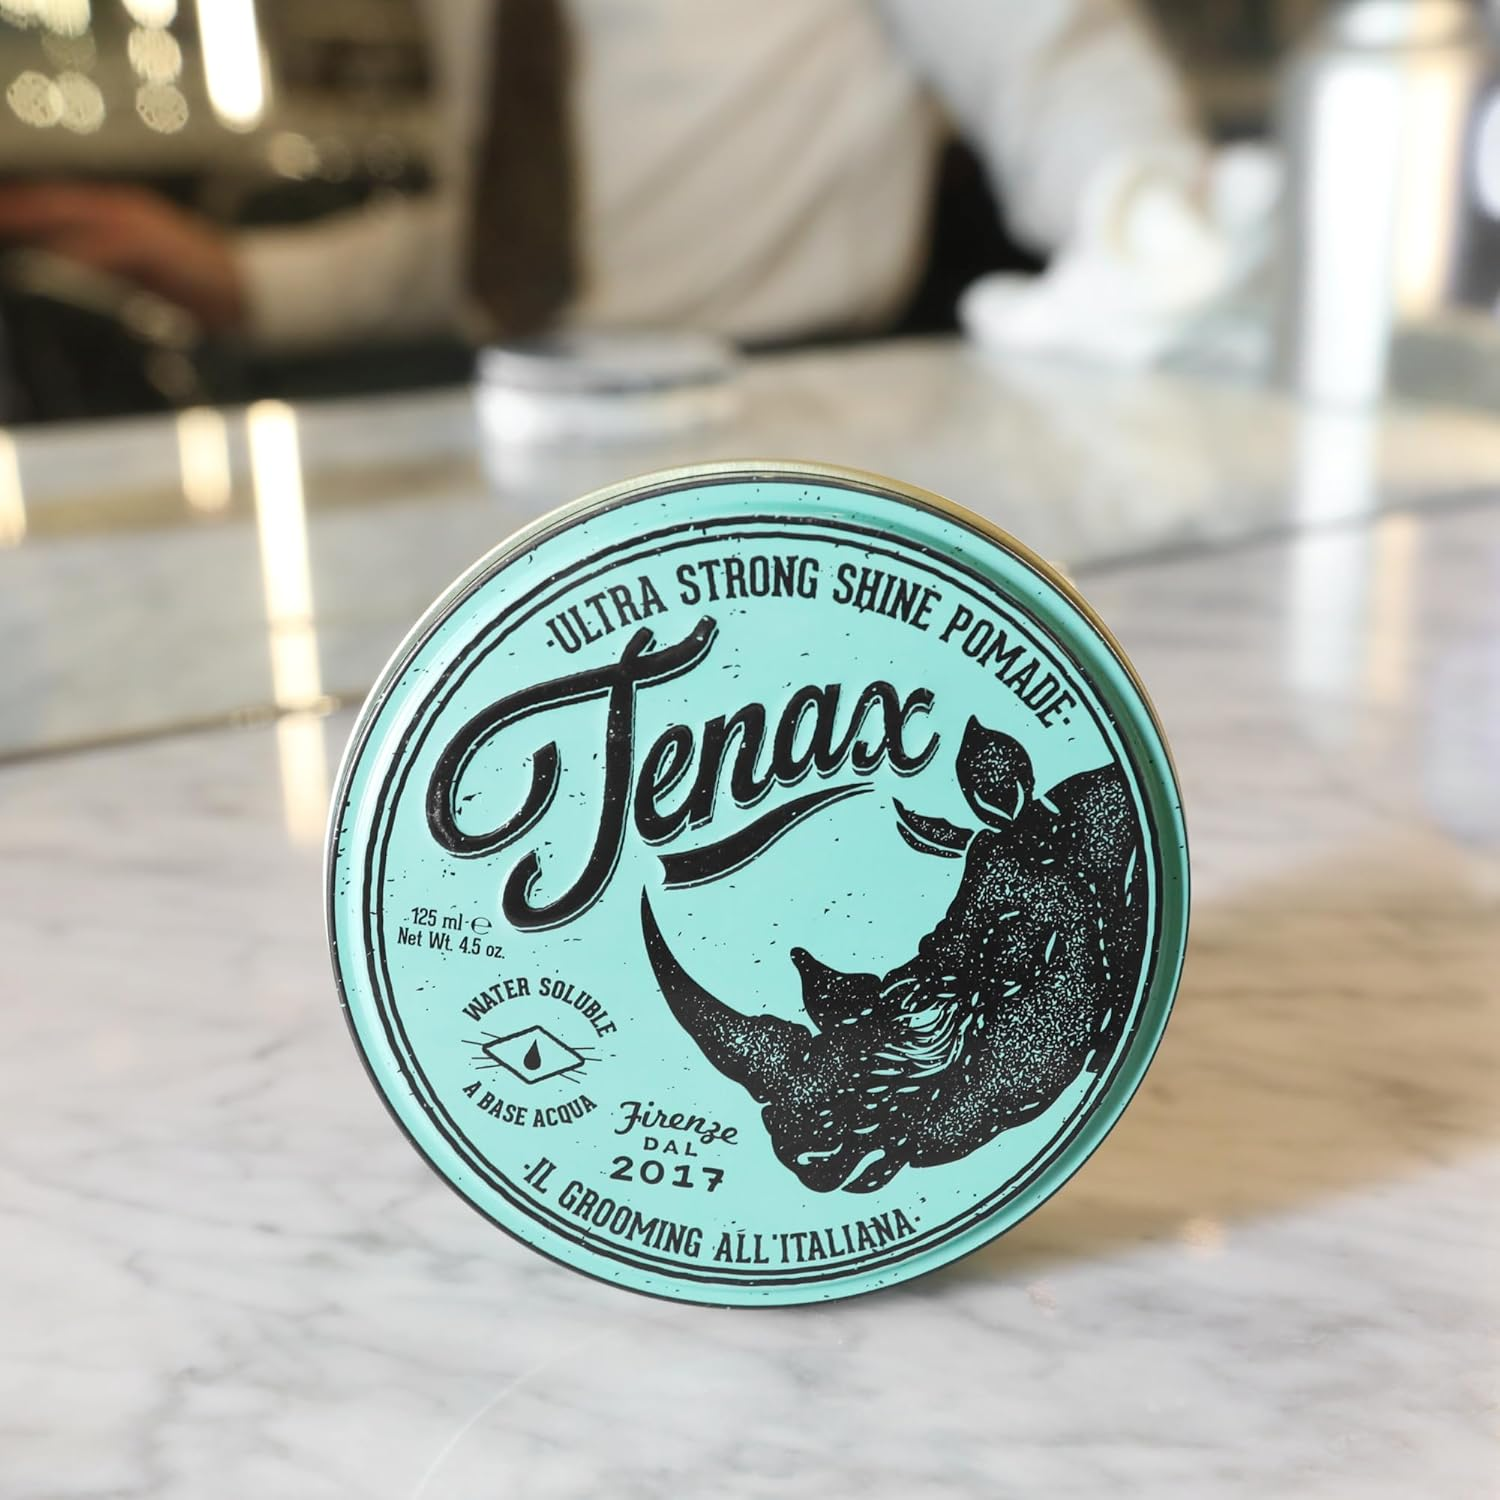 ·ULTRA STRONG SHINE POMADE·
Tenax
125 ml ℮
Net Wt. 4.5 oz.
WATER SOLUBLE
A BASE ACQUA
Firenze
DAL
2017
·IL GROOMING ALL'ITALIANA·